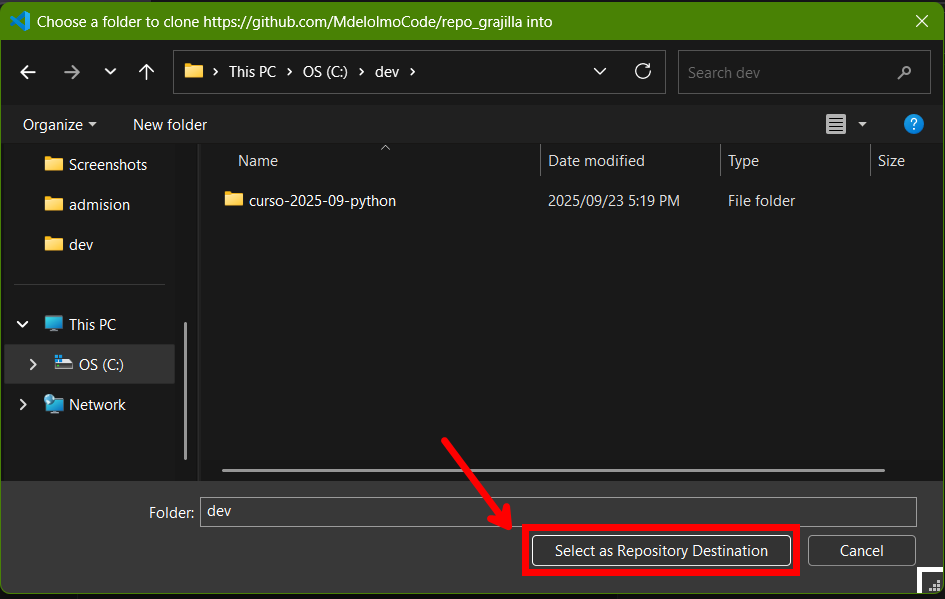 Choose a folder to clone https://github.com/MdelolmoCode/repo_grajilla into
This PC > OS (C:) > dev >
Search dev
Organize
New folder
Screenshots
admision
dev
This PC
OS (C:)
Network
Name
Date modified
Type
Size
curso-2025-09-python
2025/09/23 5:19 PM
File folder
Folder:
dev
Select as Repository Destination
Cancel